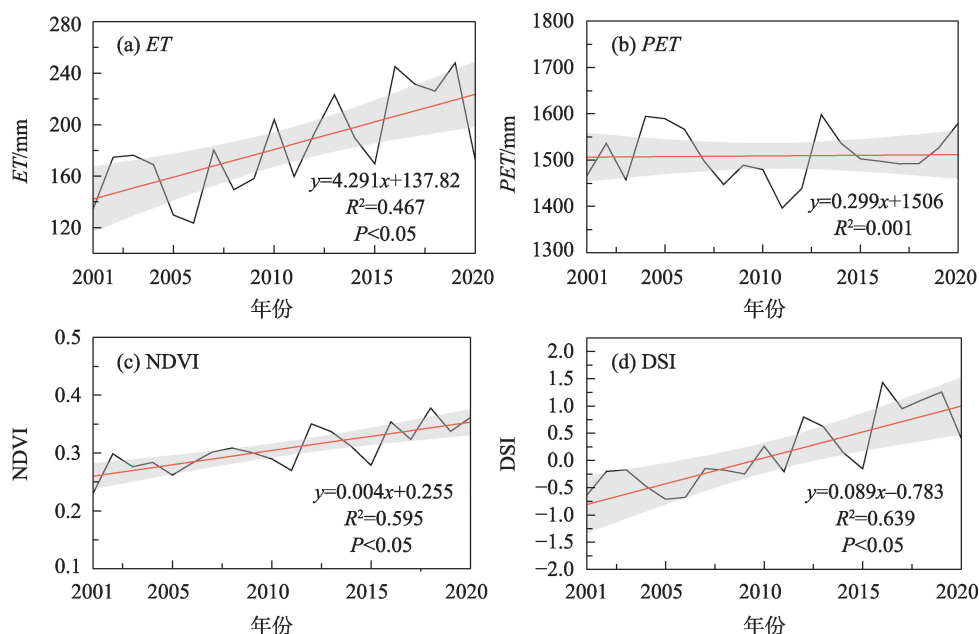 (a) ET
280
240
200
160
120
ET/mm
y=4.291x+137.82
R²=0.467
P<0.05
2001 2005 2010 2015 2020
年份
(b) PET
1800
1700
1600
1500
1400
1300
PET/mm
y=0.299x+1506
R²=0.001
2001 2005 2010 2015 2020
年份
(c) NDVI
0.5
0.4
0.3
0.2
0.1
NDVI
y=0.004x+0.255
R²=0.595
P<0.05
2001 2005 2010 2015 2020
年份
(d) DSI
2.0
1.5
1.0
0.5
0.0
−0.5
−1.0
−1.5
−2.0
DSI
y=0.089x−0.783
R²=0.639
P<0.05
2001 2005 2010 2015 2020
年份